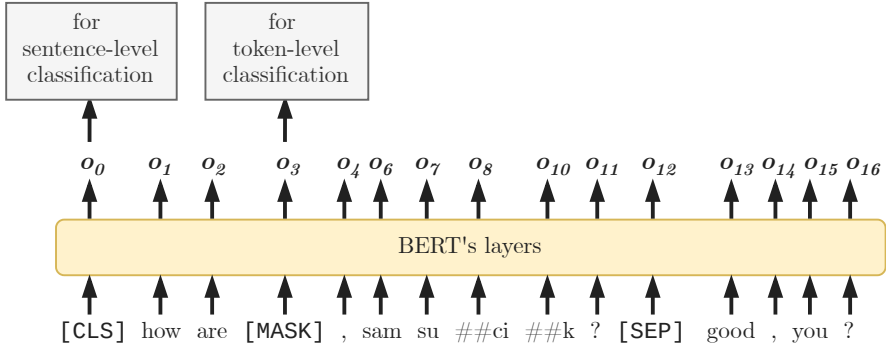 for
sentence-level
classification
for
token-level
classification
o0 o1 o2 o3 o4 o6 o7 o8 o10 o11 o12 o13 o14 o15 o16
BERT's layers
[CLS] how are [MASK] , sam su ##ci ##k ? [SEP] good , you ?